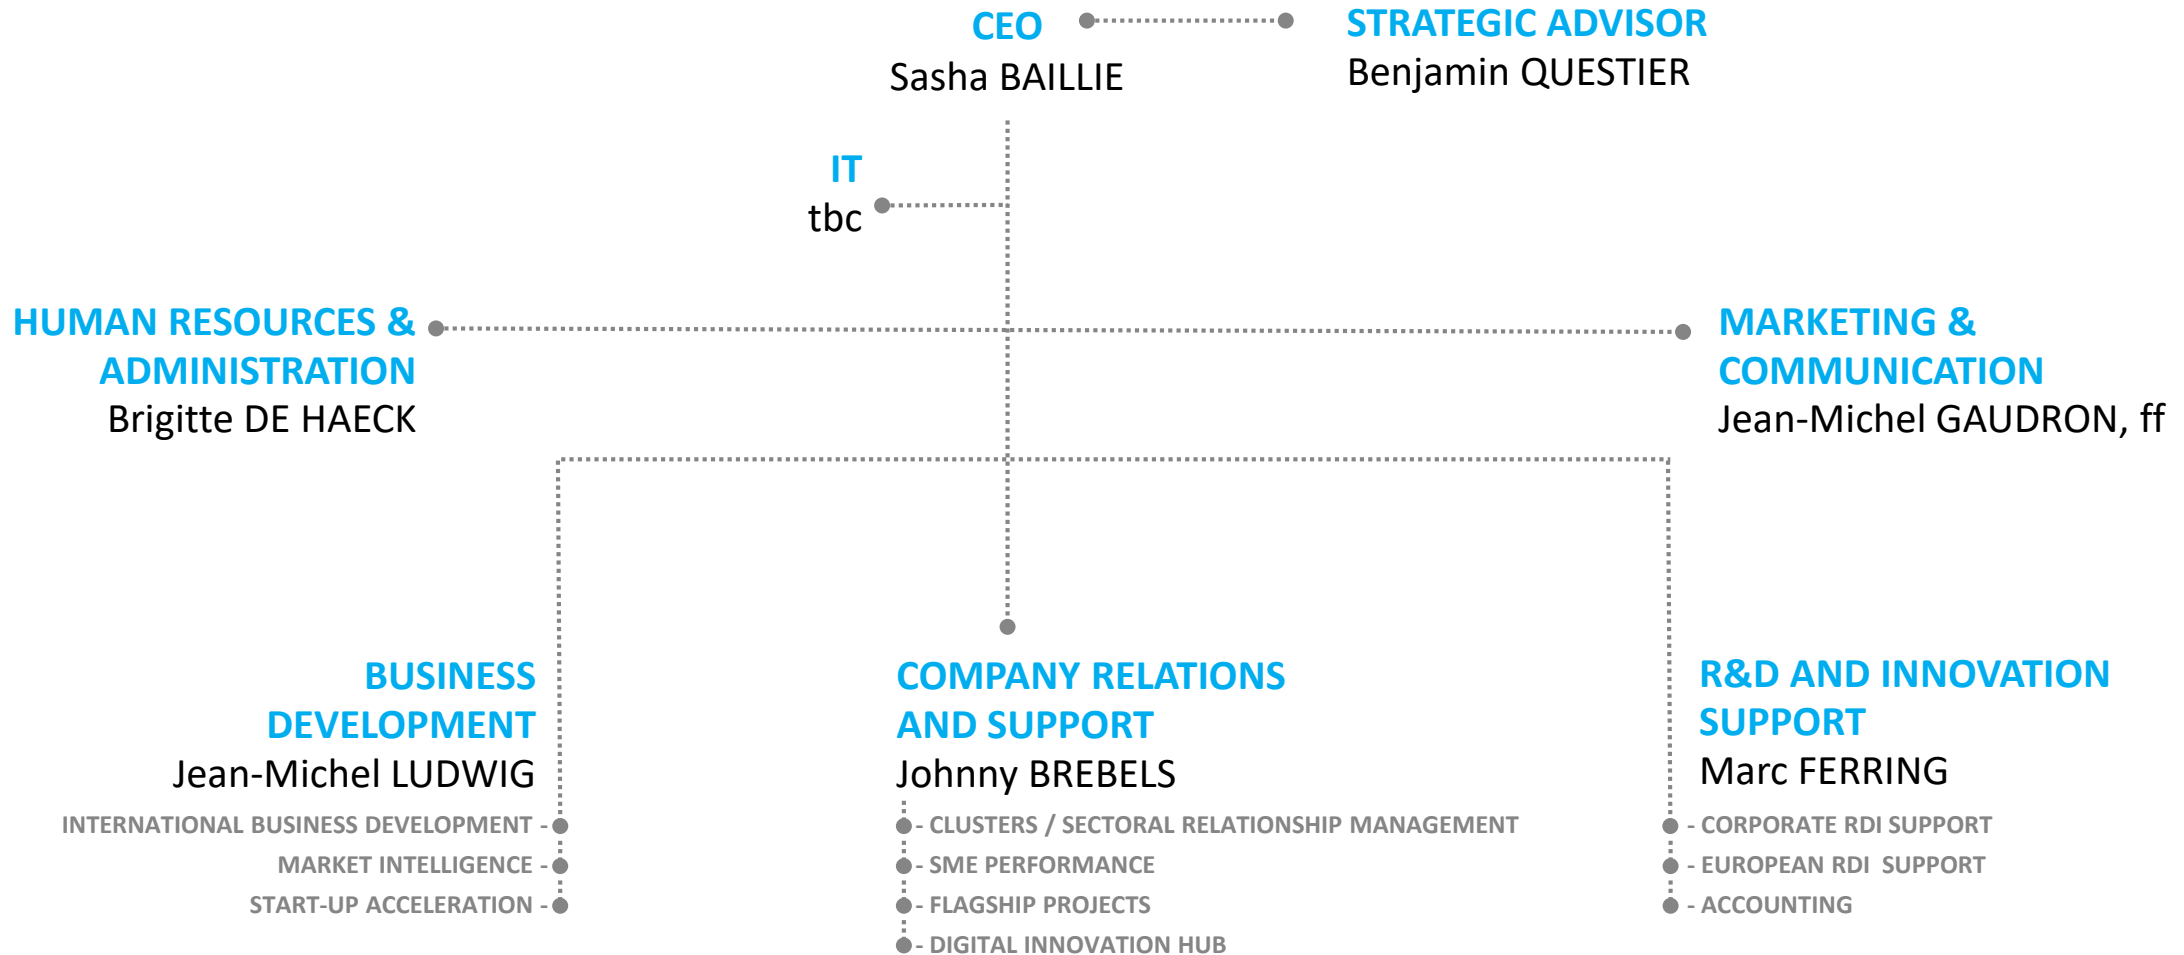 CEO
Sasha BAILLIE
STRATEGIC ADVISOR
Benjamin QUESTIER
IT
tbc
HUMAN RESOURCES &
ADMINISTRATION
Brigitte DE HAECK
MARKETING &
COMMUNICATION
Jean-Michel GAUDRON, ff
BUSINESS
DEVELOPMENT
Jean-Michel LUDWIG
INTERNATIONAL BUSINESS DEVELOPMENT -
MARKET INTELLIGENCE -
START-UP ACCELERATION -
COMPANY RELATIONS
AND SUPPORT
Johnny BREBELS
- CLUSTERS / SECTORAL RELATIONSHIP MANAGEMENT
- SME PERFORMANCE
- FLAGSHIP PROJECTS
- DIGITAL INNOVATION HUB
R&D AND INNOVATION
SUPPORT
Marc FERRING
- CORPORATE RDI SUPPORT
- EUROPEAN RDI SUPPORT
- ACCOUNTING